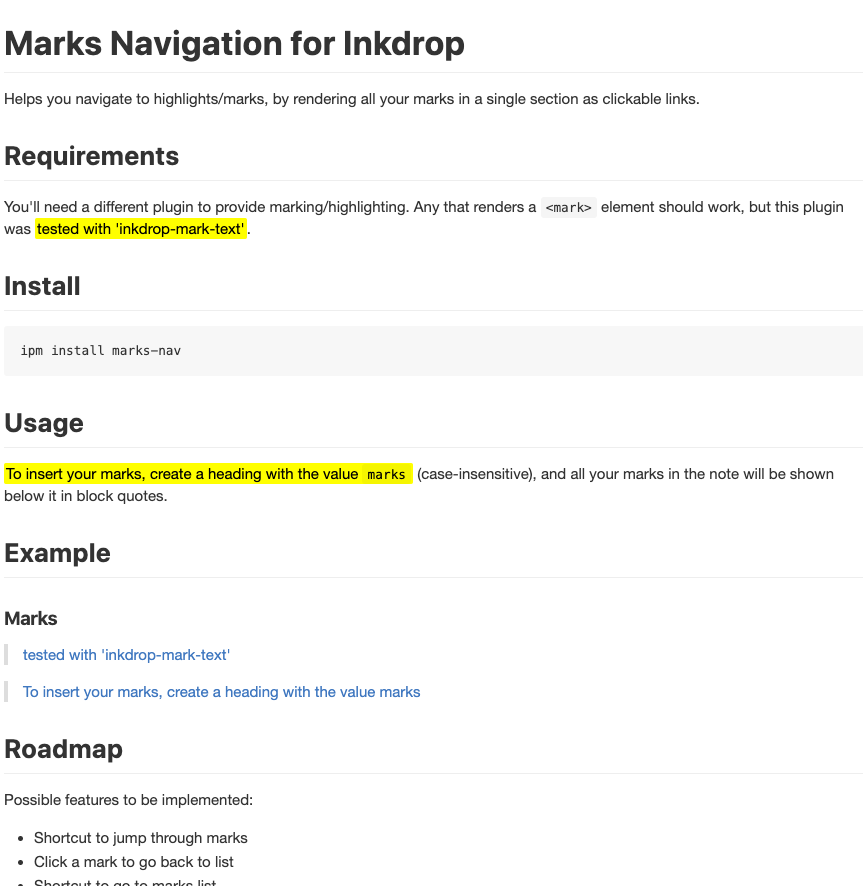 Marks Navigation for Inkdrop
Helps you navigate to highlights/marks, by rendering all your marks in a single section as clickable links.
Requirements
You'll need a different plugin to provide marking/highlighting. Any that renders a <mark> element should work, but this plugin
was tested with 'inkdrop-mark-text'.
Install
ipm install marks-nav
Usage
To insert your marks, create a heading with the value marks (case-insensitive), and all your marks in the note will be shown
below it in block quotes.
Example
Marks
tested with 'inkdrop-mark-text'
To insert your marks, create a heading with the value marks
Roadmap
Possible features to be implemented:
• Shortcut to jump through marks
• Click a mark to go back to list
• Shortcut to go to marks list